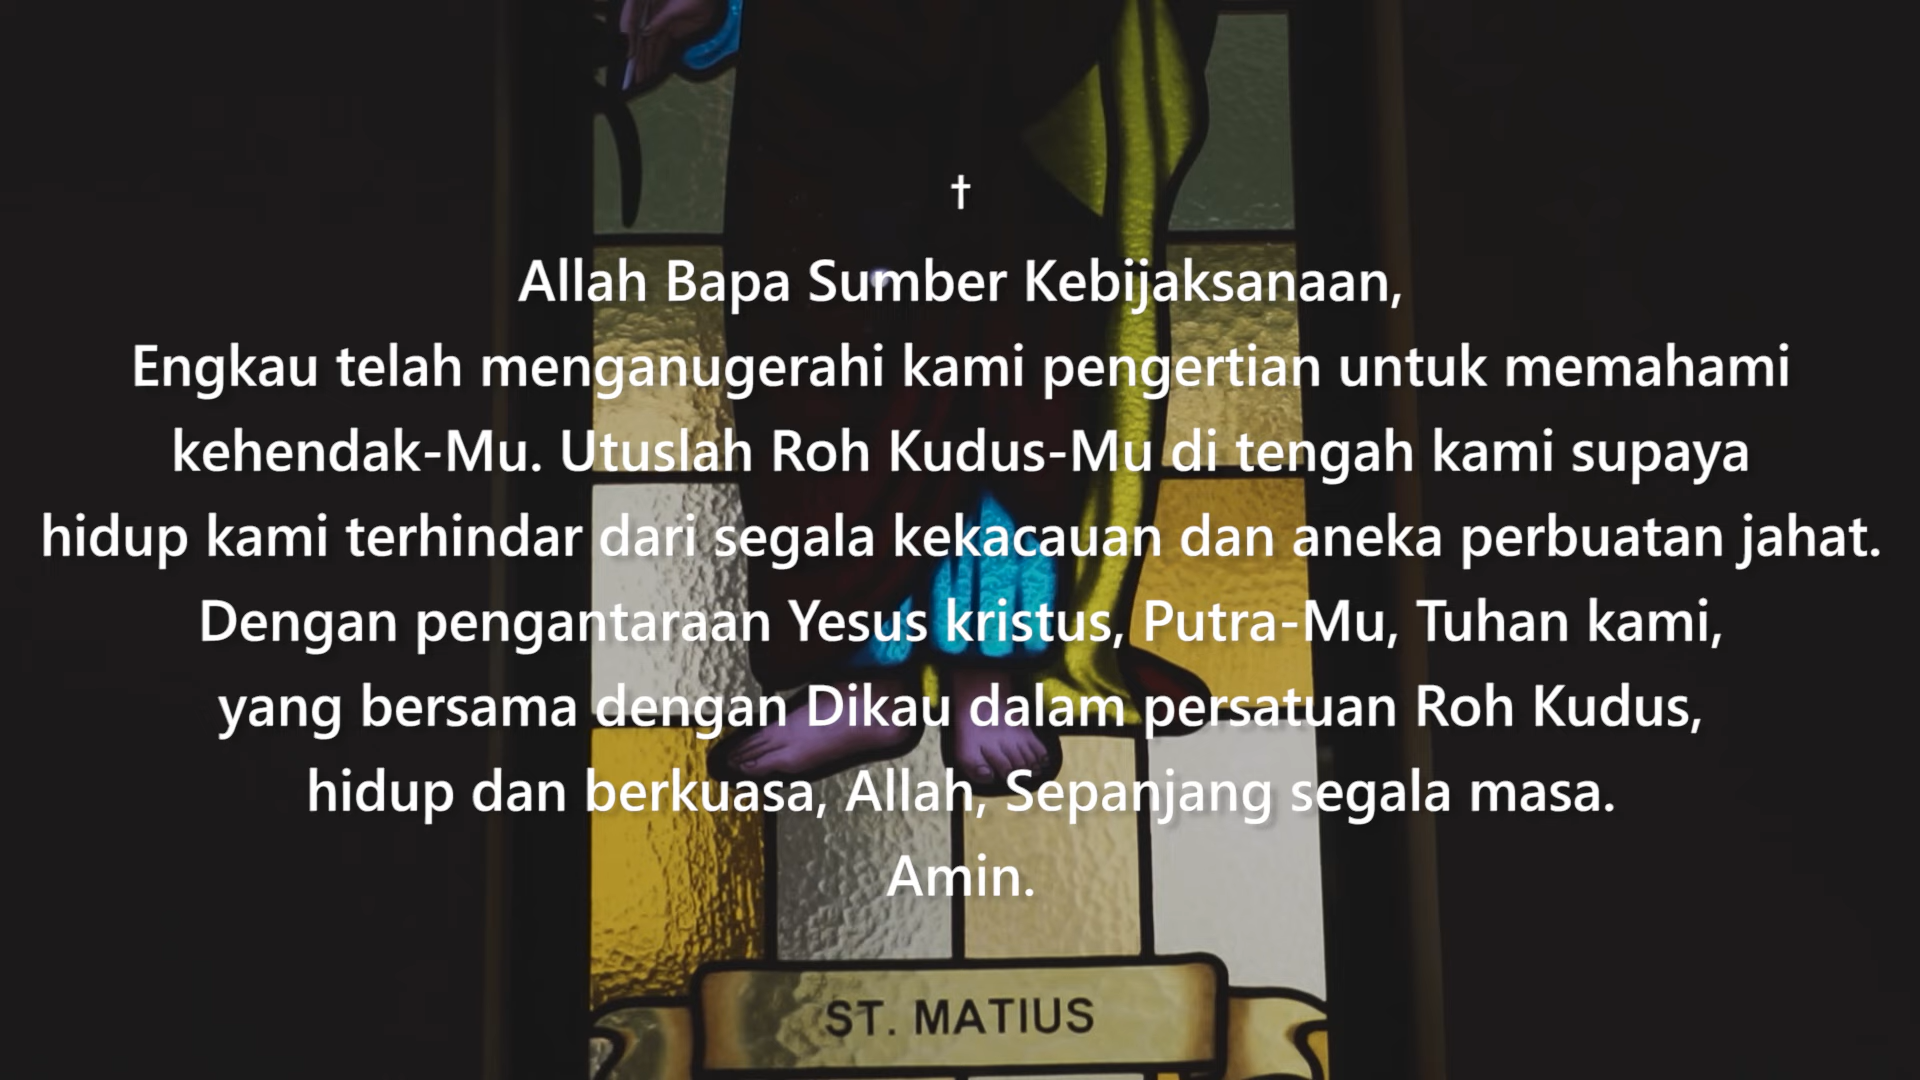 †
Allah Bapa Sumber Kebijaksanaan,
Engkau telah menganugerahi kami pengertian untuk memahami
kehendak-Mu. Utuslah Roh Kudus-Mu di tengah kami supaya
hidup kami terhindar dari segala kekacauan dan aneka perbuatan jahat.
Dengan pengantaraan Yesus kristus, Putra-Mu, Tuhan kami,
yang bersama dengan Dikau dalam persatuan Roh Kudus,
hidup dan berkuasa, Allah, Sepanjang segala masa.
Amin.
ST. MATIUS